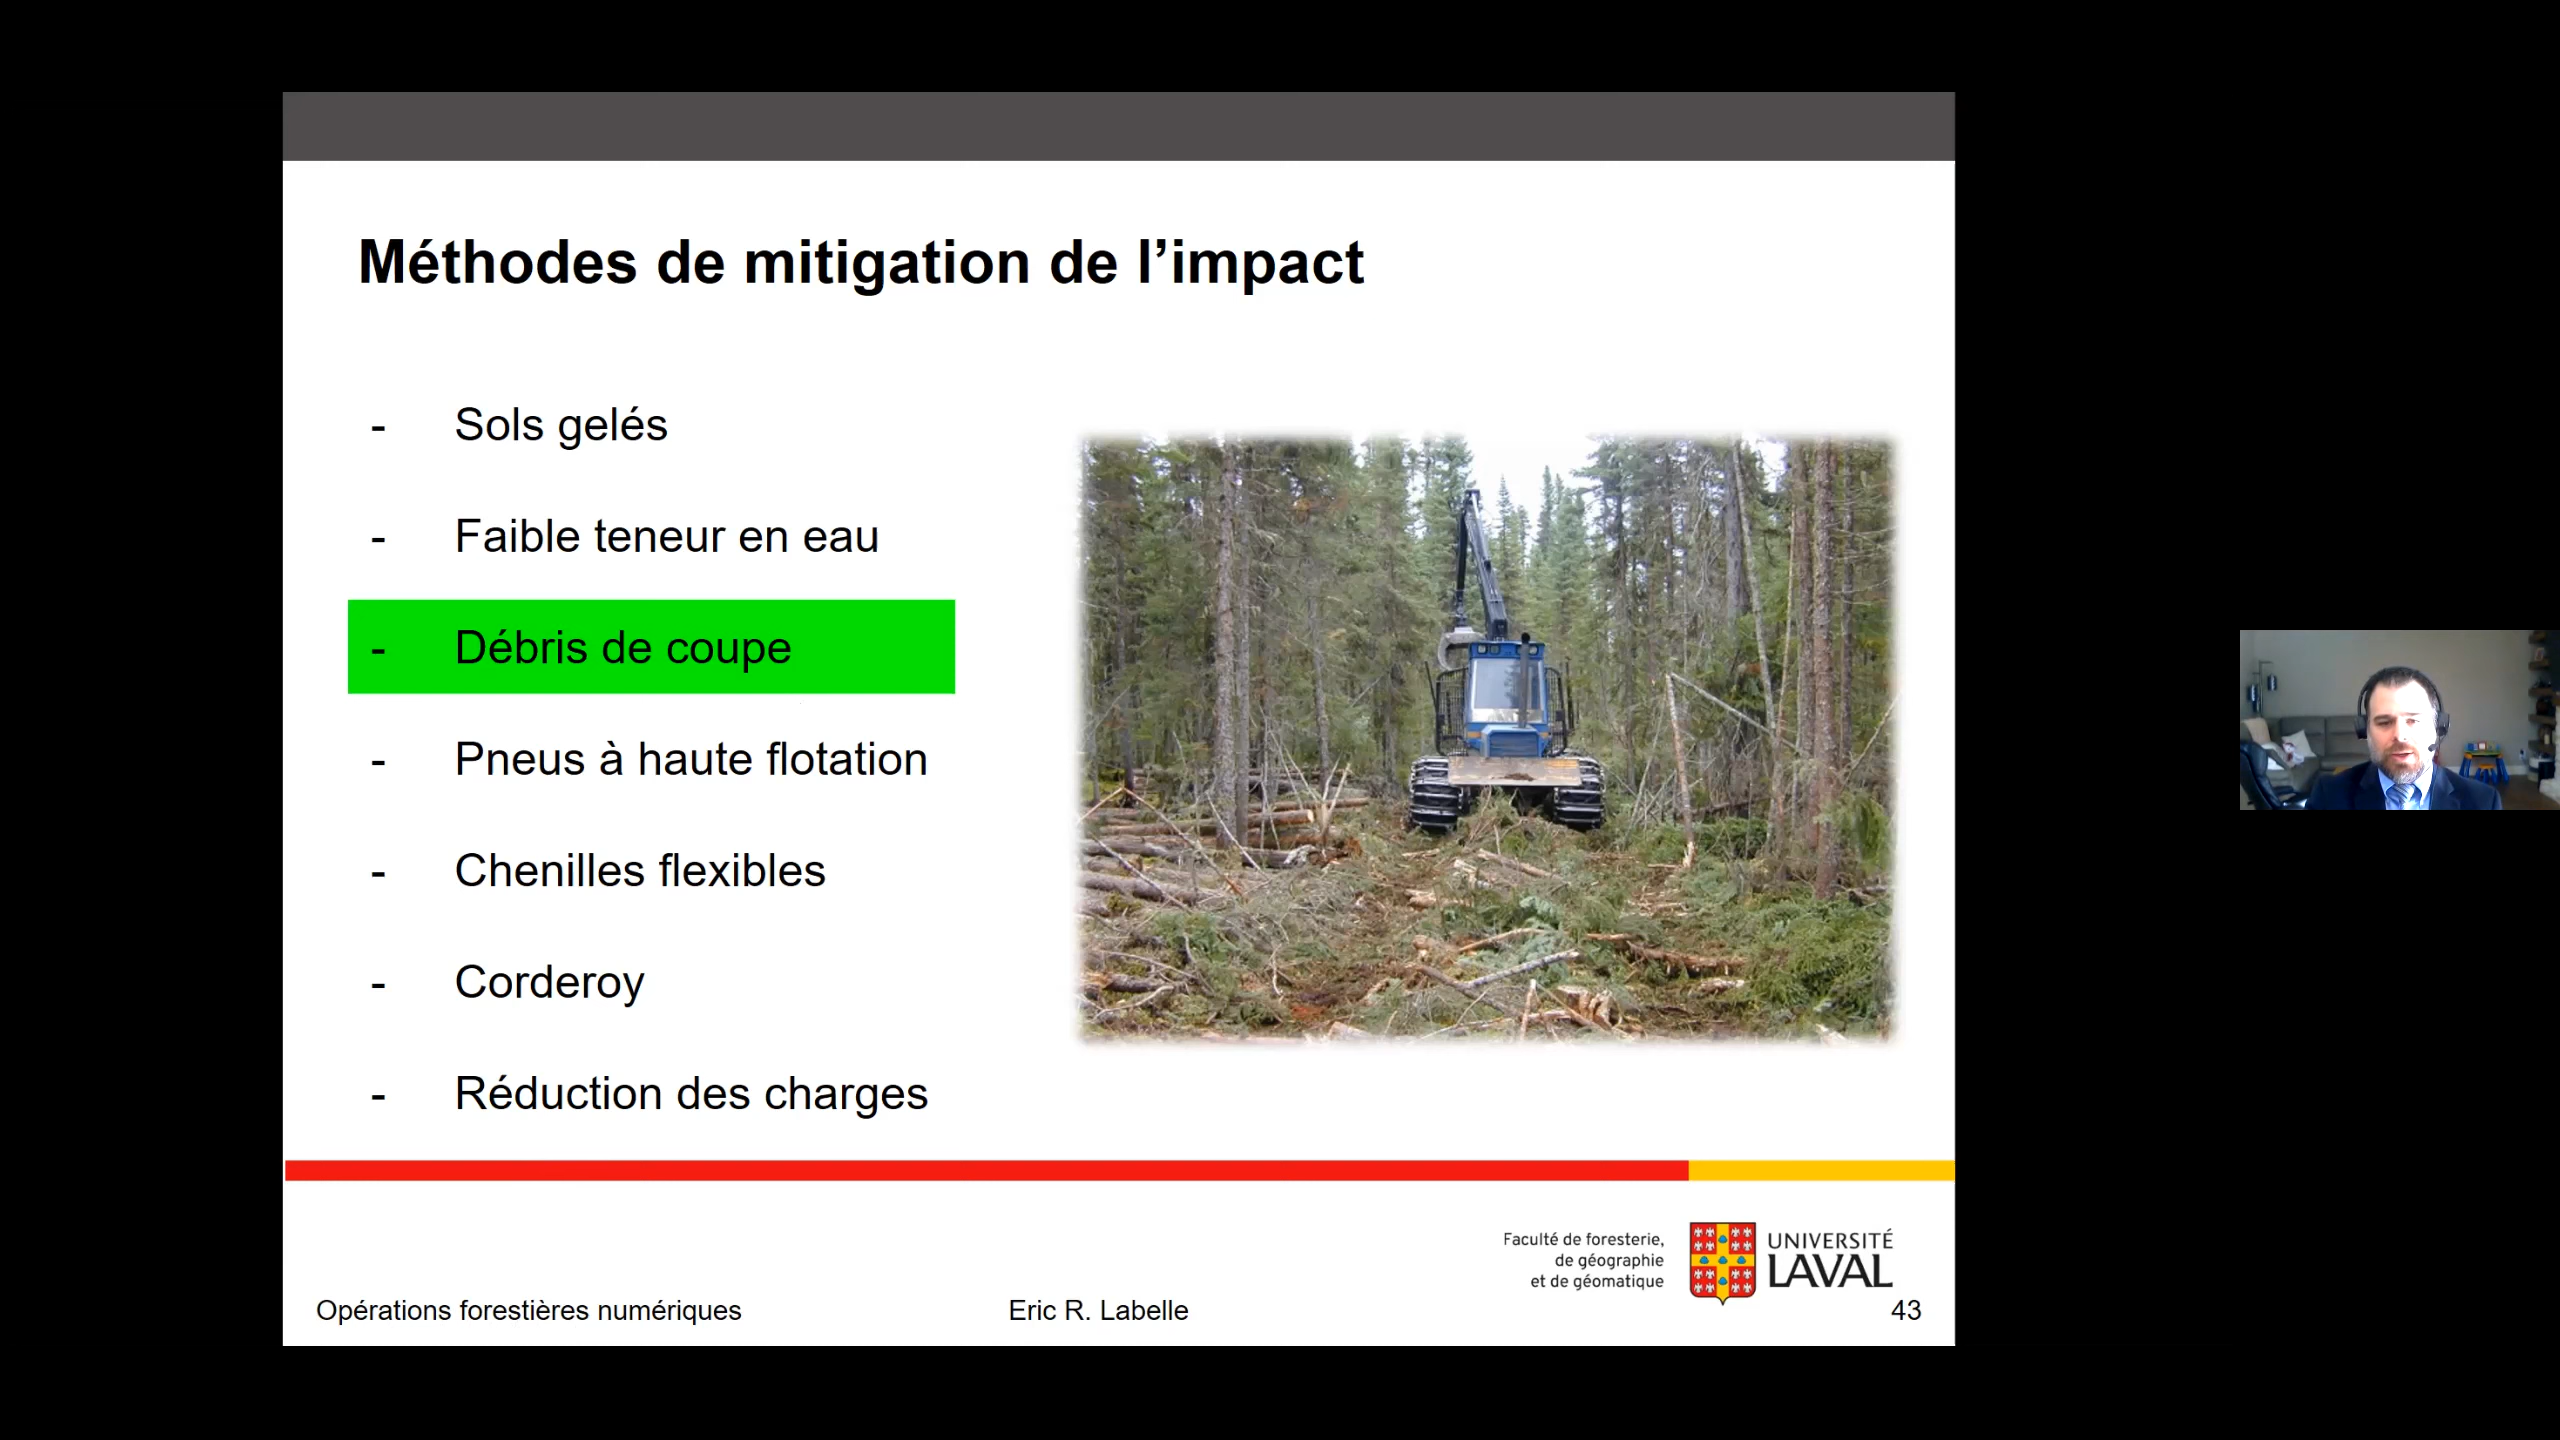 Méthodes de mitigation de l’impact
- Sols gelés
- Faible teneur en eau
- Débris de coupe
- Pneus à haute flotation
- Chenilles flexibles
- Corderoy
- Réduction des charges
Faculté de foresterie,
de géographie
et de géomatique
UNIVERSITÉ
LAVAL
Opérations forestières numériques
Eric R. Labelle
43